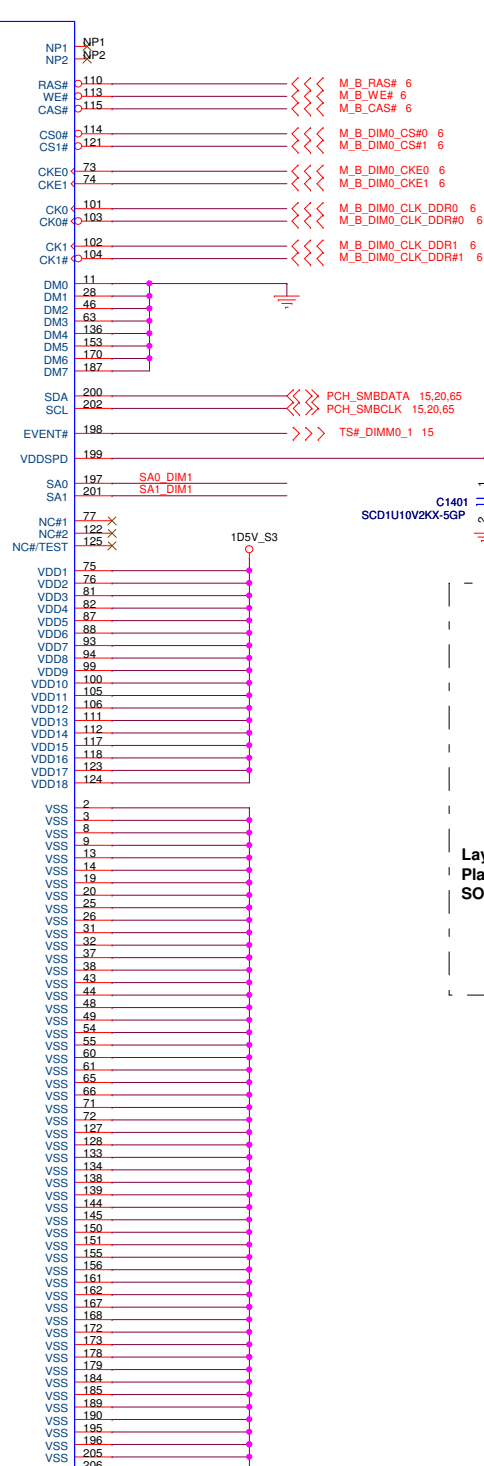 NP1 NP1
NP2 NP2
RAS# 110 M_B_RAS# 6
WE# 113 M_B_WE# 6
CAS# 115 M_B_CAS# 6
CS0# 114 M_B_DIM0_CS#0 6
CS1# 121 M_B_DIM0_CS#1 6
CKE0 73 M_B_DIM0_CKE0 6
CKE1 74 M_B_DIM0_CKE1 6
CK0 101 M_B_DIM0_CLK_DDR0 6
CK0# 103 M_B_DIM0_CLK_DDR#0 6
CK1 102 M_B_DIM0_CLK_DDR1 6
CK1# 104 M_B_DIM0_CLK_DDR#1 6
DM0 11
DM1 28
DM2 46
DM3 63
DM4 136
DM5 153
DM6 170
DM7 187
SDA 200 PCH_SMBDATA 15,20,65
SCL 202 PCH_SMBCLK 15,20,65
EVENT# 198 TS#_DIMM0_1 15
VDDSPD 199
SA0 197 SA0_DIM1
SA1 201 SA1_DIM1
1
C1401
SCD1U10V2KX-5GP
2
NC#1 77
NC#2 122
NC#/TEST 125
1D5V_S3
VDD1 75
VDD2 76
VDD3 81
VDD4 82
VDD5 87
VDD6 88
VDD7 93
VDD8 94
VDD9 99
VDD10 100
VDD11 105
VDD12 106
VDD13 111
VDD14 112
VDD15 117
VDD16 118
VDD17 123
VDD18 124
VSS 2
VSS 3
VSS 8
VSS 9
VSS 13
VSS 14
VSS 19
VSS 20
VSS 25
VSS 26
VSS 31
VSS 32
VSS 37
VSS 38
VSS 43
VSS 44
VSS 48
VSS 49
VSS 54
VSS 55
VSS 60
VSS 61
VSS 65
VSS 66
VSS 71
VSS 72
VSS 127
VSS 128
VSS 133
VSS 134
VSS 138
VSS 139
VSS 144
VSS 145
VSS 150
VSS 151
VSS 155
VSS 156
VSS 161
VSS 162
VSS 167
VSS 168
VSS 172
VSS 173
VSS 178
VSS 179
VSS 184
VSS 185
VSS 189
VSS 190
VSS 195
VSS 196
VSS 205
206
Lay
Pla
SO